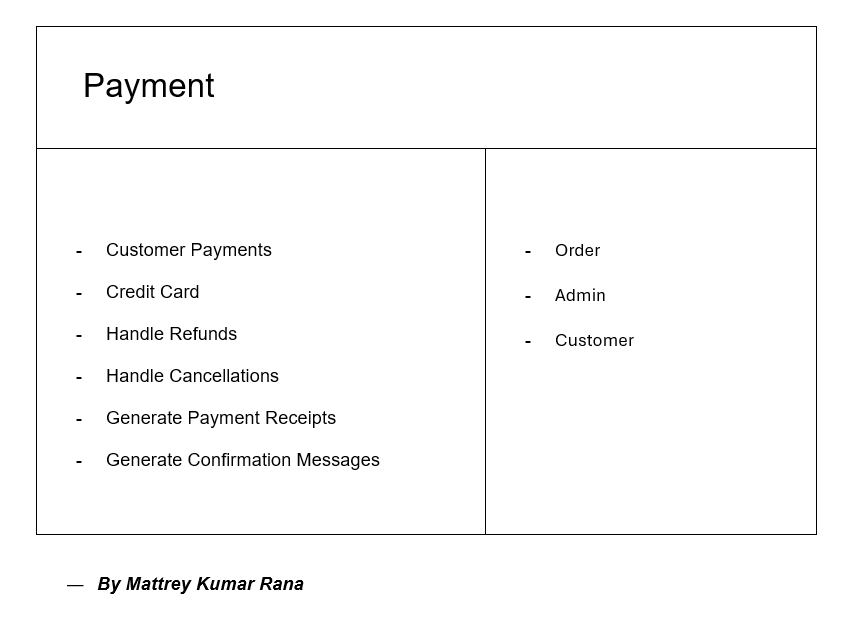 Payment
- Customer Payments
- Credit Card
- Handle Refunds
- Handle Cancellations
- Generate Payment Receipts
- Generate Confirmation Messages
- Order
- Admin
- Customer
— By Mattrey Kumar Rana